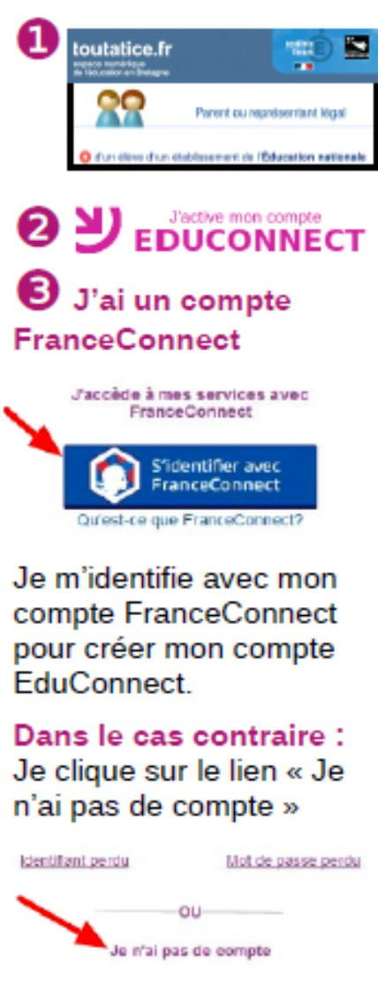 1
toutatice.fr
espace numérique
de l'éducation en Bretagne
Parent ou représentant légal
d'un élève d'un établissement de l'Éducation nationale
2 J'active mon compte
EDUCONNECT
3 J'ai un compte
FranceConnect
J'accède à mes services avec
FranceConnect
S'identifier avec
FranceConnect
Qu'est-ce que FranceConnect?
Je m'identifie avec mon
compte FranceConnect
pour créer mon compte
EduConnect.
Dans le cas contraire :
Je clique sur le lien « Je
n'ai pas de compte »
Identifiant perdu Mot de passe perdu
OU
Je n'ai pas de compte